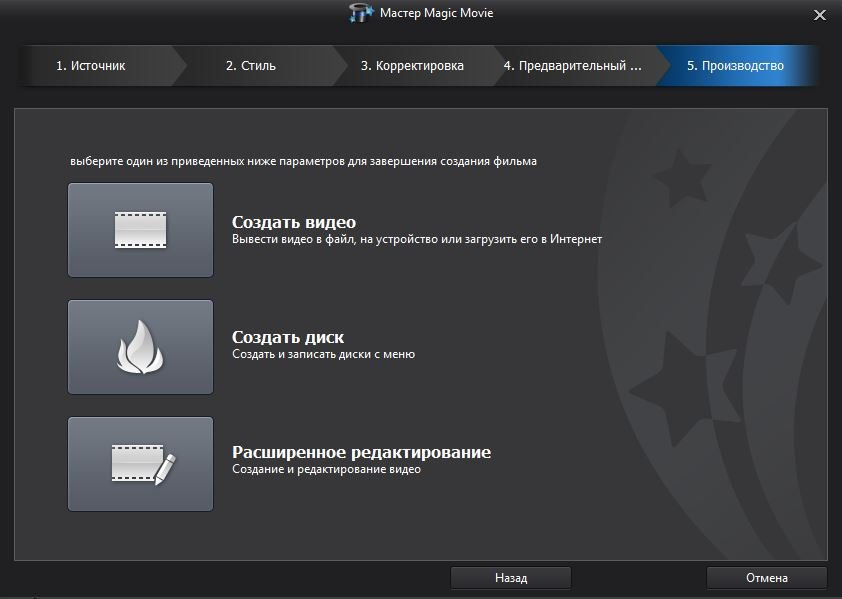 Мастер Magic Movie
1. Источник
2. Стиль
3. Корректировка
4. Предварительный ...
5. Производство
выберите один из приведенных ниже параметров для завершения создания фильма
Создать видео
Вывести видео в файл, на устройство или загрузить его в Интернет
Создать диск
Создать и записать диски с меню
Расширенное редактирование
Создание и редактирование видео
Назад
Отмена